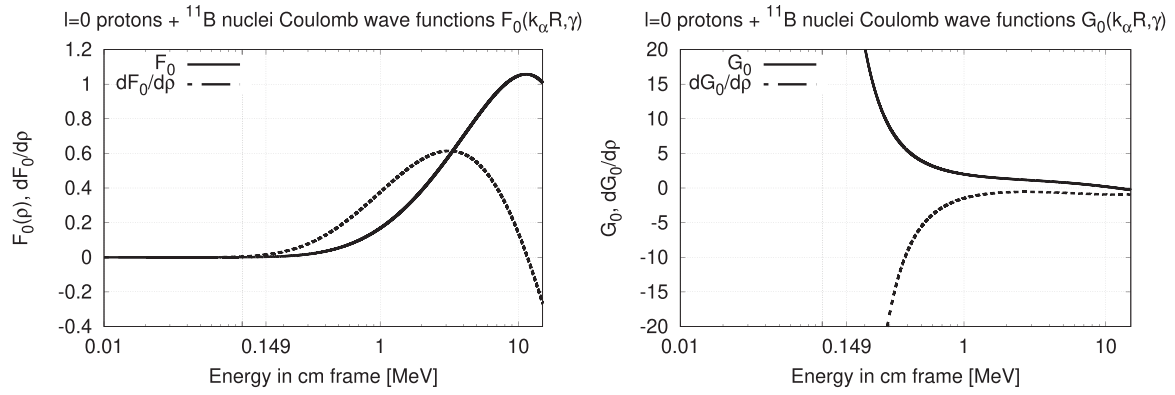 l=0 protons + ¹¹B nuclei Coulomb wave functions F₀(kₐR,γ)
1.2
1
0.8
0.6
0.4
0.2
0
-0.2
-0.4
F₀(ρ), dF₀/dρ
F₀
dF₀/dρ
0.01
0.149
1
10
Energy in cm frame [MeV]
l=0 protons + ¹¹B nuclei Coulomb wave functions G₀(kₐR,γ)
20
15
10
5
0
-5
-10
-15
-20
G₀, dG₀/dρ
G₀
dG₀/dρ
0.01
0.149
1
10
Energy in cm frame [MeV]